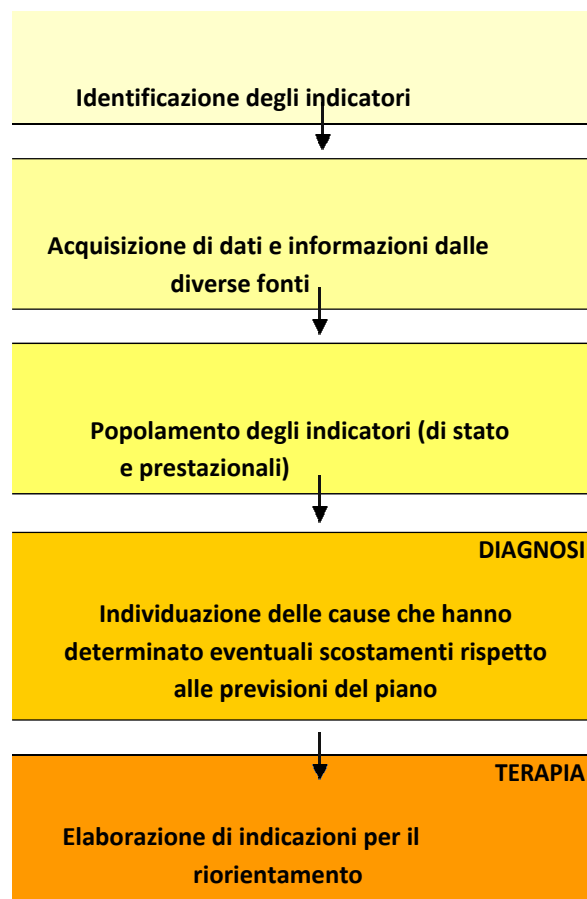 Identificazione degli indicatori
Acquisizione di dati e informazioni dalle
diverse fonti
Popolamento degli indicatori (di stato
e prestazionali)
DIAGNOSI
Individuazione delle cause che hanno
determinato eventuali scostamenti rispetto
alle previsioni del piano
TERAPIA
Elaborazione di indicazioni per il
riorientamento